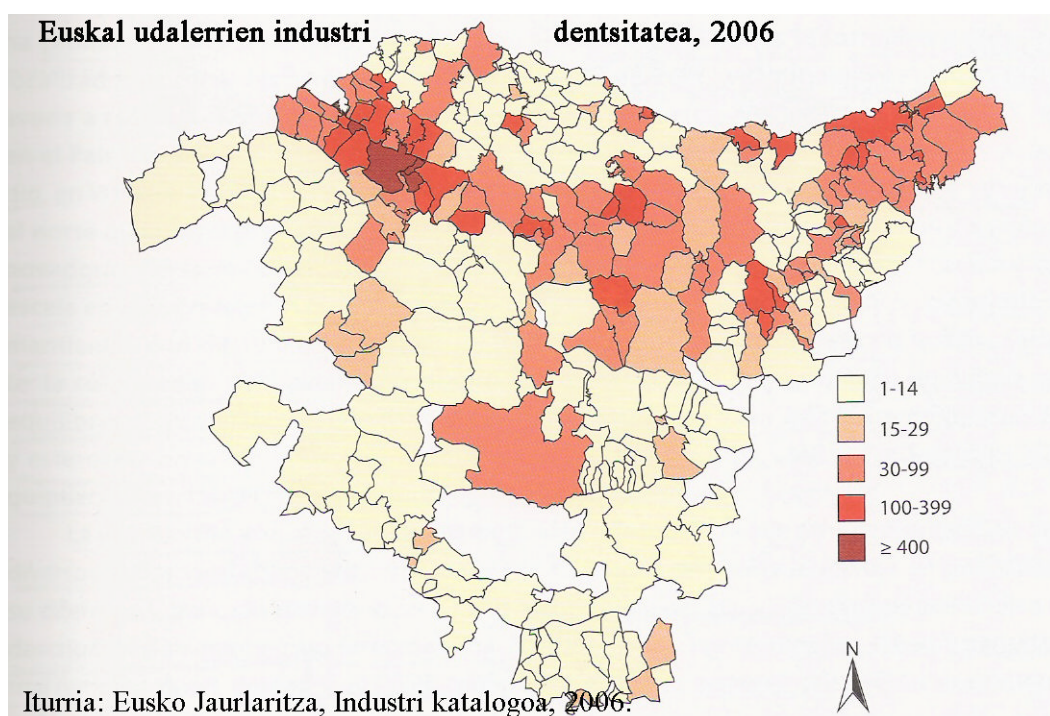 Euskal udalerrien industri dentsitatea, 2006
1-14
15-29
30-99
100-399
≥ 400
N
Iturria: Eusko Jaurlaritza, Industri katalogoa, 2006.